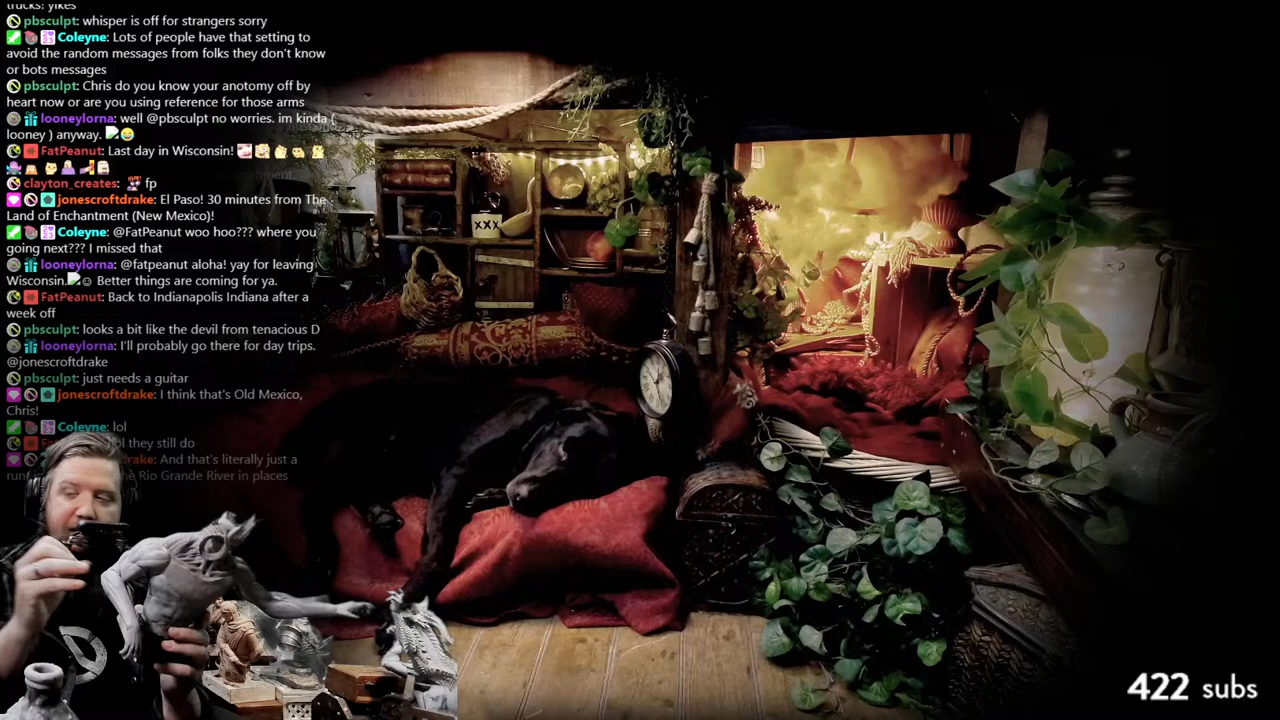 trucks! yikes
pbsculpt: whisper is off for strangers sorry
Coleyne: Lots of people have that setting to
avoid the random messages from folks they don't know
or bots messages
pbsculpt: Chris do you know your anotomy off by
heart now or are you using reference for those arms
looneylorna: well @pbsculpt no worries. im kinda (
looney ) anyway.
FatPeanut: Last day in Wisconsin!
clayton_creates: fp
jonescroftdrake: El Paso! 30 minutes from The
Land of Enchantment (New Mexico)!
Coleyne: @FatPeanut woo hoo??? where you
going next??? I missed that
looneylorna: @fatpeanut aloha! yay for leaving
Wisconsin. Better things are coming for ya.
FatPeanut: Back to Indianapolis Indiana after a
week off
pbsculpt: looks a bit like the devil from tenacious D
looneylorna: I'll probably go there for day trips.
@jonescroftdrake
pbsculpt: just needs a guitar
jonescroftdrake: I think that's Old Mexico,
Chris!
Coleyne: lol
lol they still do
drake: And that's literally just a
Rio Grande River in places
XXX
422 subs